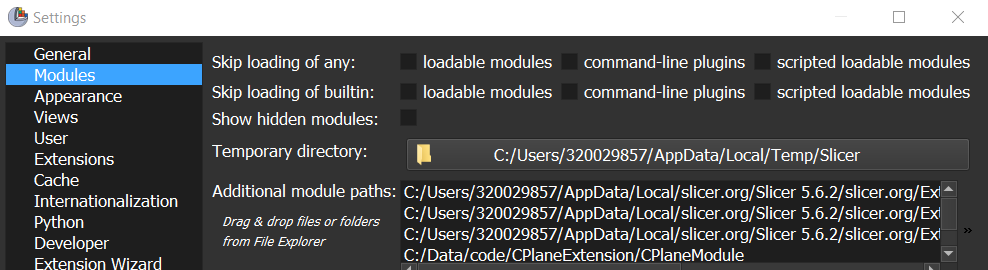 Settings
General
Modules
Appearance
Views
User
Extensions
Cache
Internationalization
Python
Developer
Extension Wizard
Skip loading of any: loadable modules command-line plugins scripted loadable modules
Skip loading of builtin: loadable modules command-line plugins scripted loadable modules
Show hidden modules:
Temporary directory: C:/Users/320029857/AppData/Local/Temp/Slicer
Additional module paths:
Drag & drop files or folders
from File Explorer
C:/Users/320029857/AppData/Local/slicer.org/Slicer 5.6.2/slicer.org/Ext
C:/Users/320029857/AppData/Local/slicer.org/Slicer 5.6.2/slicer.org/Ext
C:/Users/320029857/AppData/Local/slicer.org/Slicer 5.6.2/slicer.org/Ext
C:/Data/code/CPlaneExtension/CPlaneModule
»